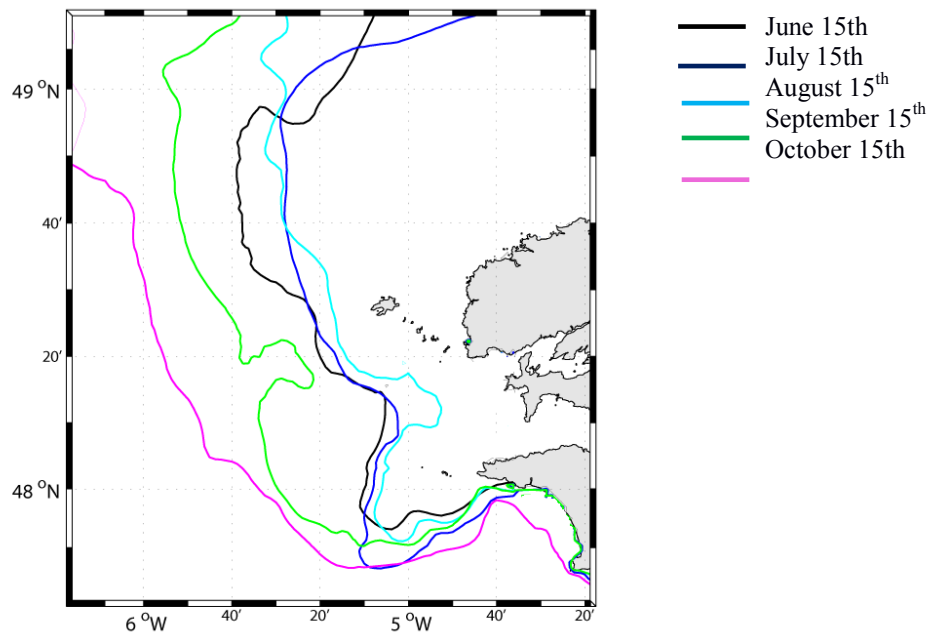 June 15th
July 15th
August 15th
September 15th
October 15th
49 °N
40'
20'
48 °N
6 °W
40'
20'
5 °W
40'
20'